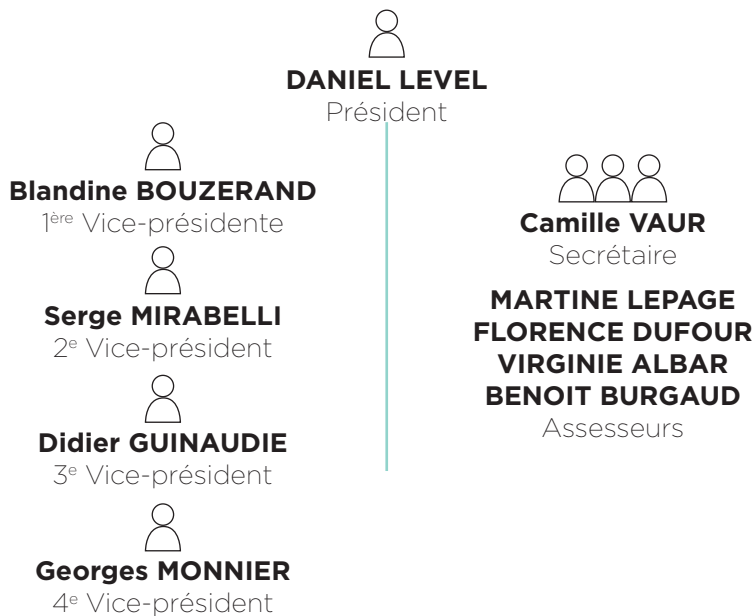 DANIEL LEVEL
Président
Blandine BOUZERAND
1ère Vice-présidente
Serge MIRABELLI
2e Vice-président
Didier GUINAUDIE
3e Vice-président
Georges MONNIER
4e Vice-président
Camille VAUR
Secrétaire
MARTINE LEPAGE
FLORENCE DUFOUR
VIRGINIE ALBAR
BENOIT BURGAUD
Assesseurs